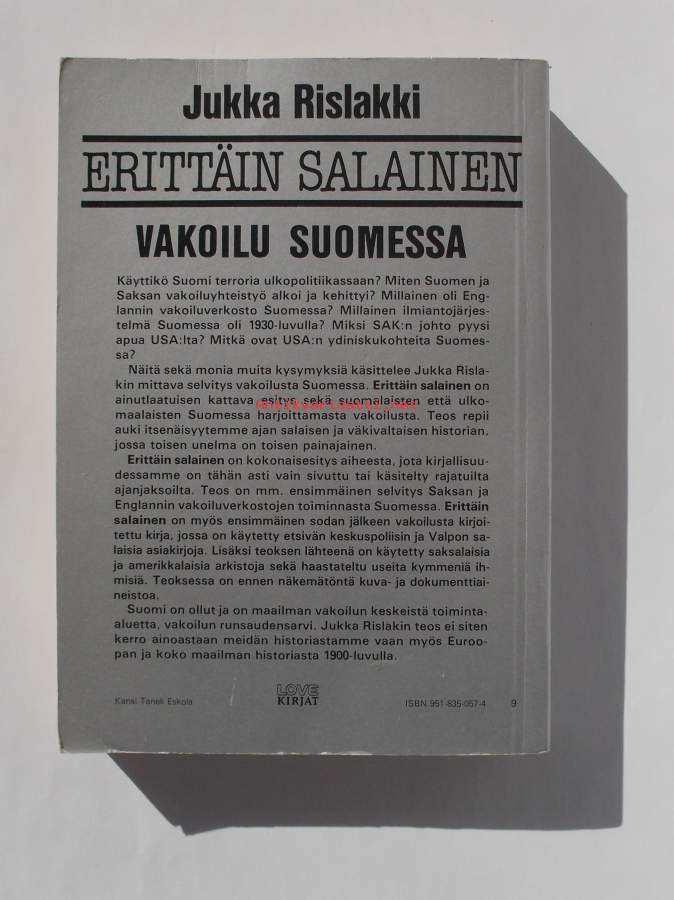 Jukka Rislakki
ERITTÄIN SALAINEN
VAKOILU SUOMESSA
Käyttikö Suomi terroria ulkopolitiikassaan? Miten Suomen ja
Saksan vakoiluyhteistyö alkoi ja kehittyi? Millainen oli Eng-
lannin vakoiluverkosto Suomessa? Millainen ilmiantojärjes-
telmä Suomessa oli 1930-luvulla? Miksi SAK:n johto pyysi
apua USA:lta? Mitkä ovat USA:n ydiniskukohteita Suomes-
sa?
Näitä sekä monia muita kysymyksiä käsittelee Jukka Risla-
kin mittava selvitys vakoilusta Suomessa. Erittäin salainen on
ainutlaatuisen kattava esitys sekä suomalaisten että ulko-
antikvariaatti.net
maalaisten Suomessa harjoittamasta vakoilusta. Teos repii
auki itsenäisyytemme ajan salaisen ja väkivaltaisen historian,
jossa toisen unelma on toisen painajainen.
Erittäin salainen on kokonaisesitys aiheesta, jota kirjallisuu-
dessamme on tähän asti vain sivuttu tai käsitelty rajatuilta
ajanjaksoilta. Teos on mm. ensimmäinen selvitys Saksan ja
Englannin vakoiluverkostojen toiminnasta Suomessa. Erittäin
salainen on myös ensimmäinen sodan jälkeen vakoilusta kirjoi-
tettu kirja, jossa on käytetty etsivän keskuspoliisin ja Valpon sa-
laisia asiakirjoja. Lisäksi teoksen lähteenä on käytetty saksalaisia
ja amerikkalaisia arkistoja sekä haastateltu useita kymmeniä ih-
misiä. Teoksessa on ennen näkemätöntä kuva- ja dokumenttiai-
neistoa.
Suomi on ollut ja on maailman vakoilun keskeistä toiminta-
aluetta, vakoilun runsaudensarvi. Jukka Rislakin teos ei siten
kerro ainoastaan meidän historiastamme vaan myös Euroo-
pan ja koko maailman historiasta 1900-luvulla.
Kansi Taneli Eskola
LOVE
KIRJAT
ISBN 951-835-057-4 9